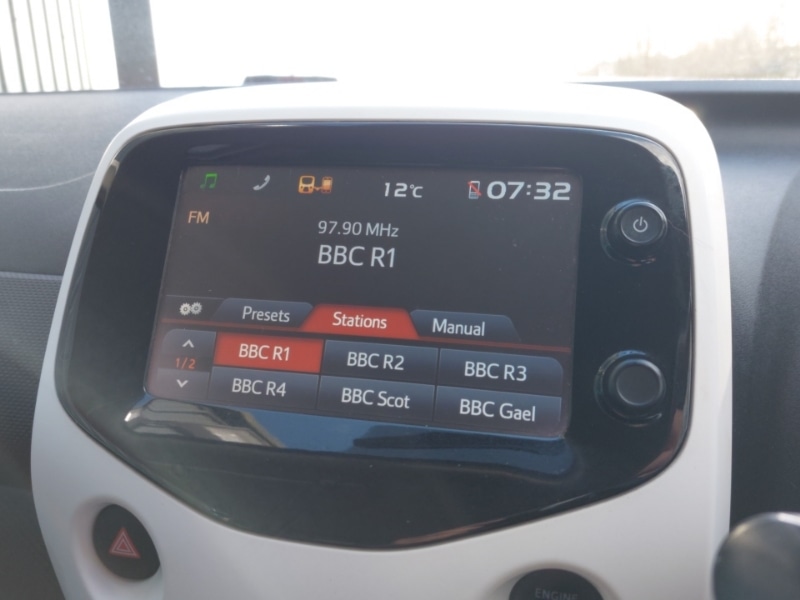 12°c 07:32
FM
97.90 MHz
BBC R1
Presets Stations Manual
1/2
BBC R1 BBC R2 BBC R3
BBC R4 BBC Scot BBC Gael
ENGINE